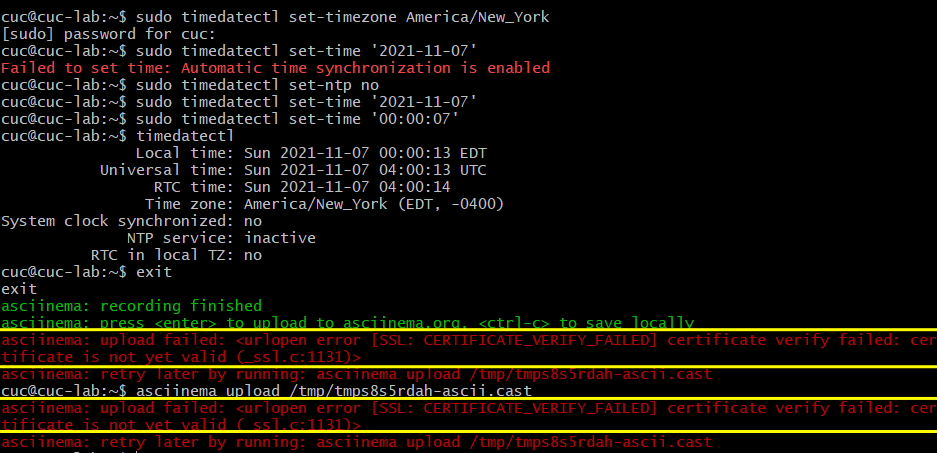 cuc@cuc-lab:~$ sudo timedatectl set-timezone America/New_York
[sudo] password for cuc:
cuc@cuc-lab:~$ sudo timedatectl set-time '2021-11-07'
Failed to set time: Automatic time synchronization is enabled
cuc@cuc-lab:~$ sudo timedatectl set-ntp no
cuc@cuc-lab:~$ sudo timedatectl set-time '2021-11-07'
cuc@cuc-lab:~$ sudo timedatectl set-time '00:00:07'
cuc@cuc-lab:~$ timedatectl
Local time: Sun 2021-11-07 00:00:13 EDT
Universal time: Sun 2021-11-07 04:00:13 UTC
RTC time: Sun 2021-11-07 04:00:14
Time zone: America/New_York (EDT, -0400)
System clock synchronized: no
NTP service: inactive
RTC in local TZ: no
cuc@cuc-lab:~$ exit
exit
asciinema: recording finished
asciinema: press <enter> to upload to asciinema.org, <ctrl-c> to save locally
asciinema: upload failed: <urlopen error [SSL: CERTIFICATE_VERIFY_FAILED] certificate verify failed: cer
tificate is not yet valid (_ssl.c:1131)>
asciinema: retry later by running: asciinema upload /tmp/tmps8s5rdah-ascii.cast
cuc@cuc-lab:~$ asciinema upload /tmp/tmps8s5rdah-ascii.cast
asciinema: upload failed: <urlopen error [SSL: CERTIFICATE_VERIFY_FAILED] certificate verify failed: cer
tificate is not yet valid (_ssl.c:1131)>
asciinema: retry later by running: asciinema upload /tmp/tmps8s5rdah-ascii.cast